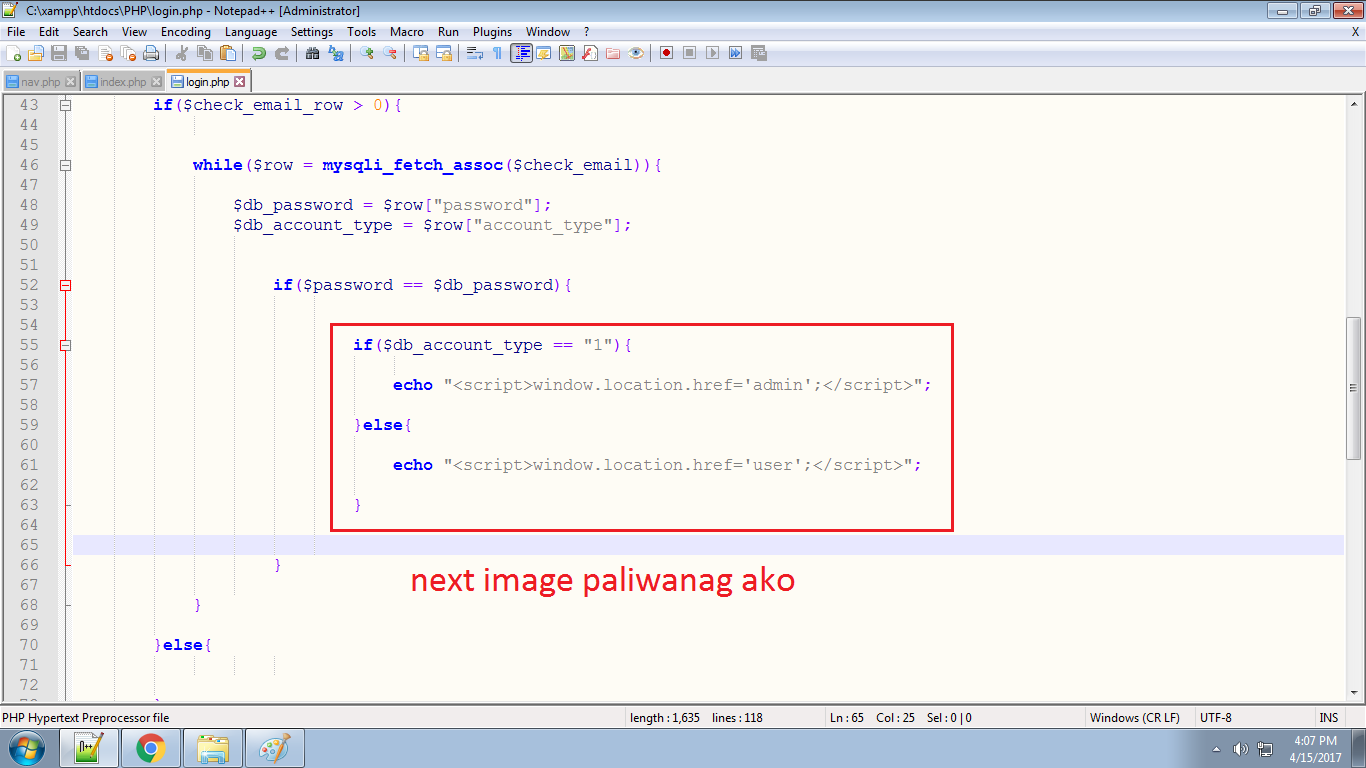 C:\xampp\htdocs\PHP\login.php - Notepad++ [Administrator]
File Edit Search View Encoding Language Settings Tools Macro Run Plugins Window ? X
nav.php index.php login.php
43 if($check_email_row > 0){
44
45
46 while($row = mysqli_fetch_assoc($check_email)){
47
48 $db_password = $row["password"];
49 $db_account_type = $row["account_type"];
50
51
52 if($password == $db_password){
53
54
55 if($db_account_type == "1"){
56
57 echo "<script>window.location.href='admin';</script>";
58
59 }else{
60
61 echo "<script>window.location.href='user';</script>";
62
63 }
64
65
66 }
next image paliwanag ako
67
68 }
69
70 }else{
71
72
PHP Hypertext Preprocessor file length : 1,635 lines : 118 Ln : 65 Col : 25 Sel : 0 | 0 Windows (CR LF) UTF-8 INS
4:07 PM
4/15/2017